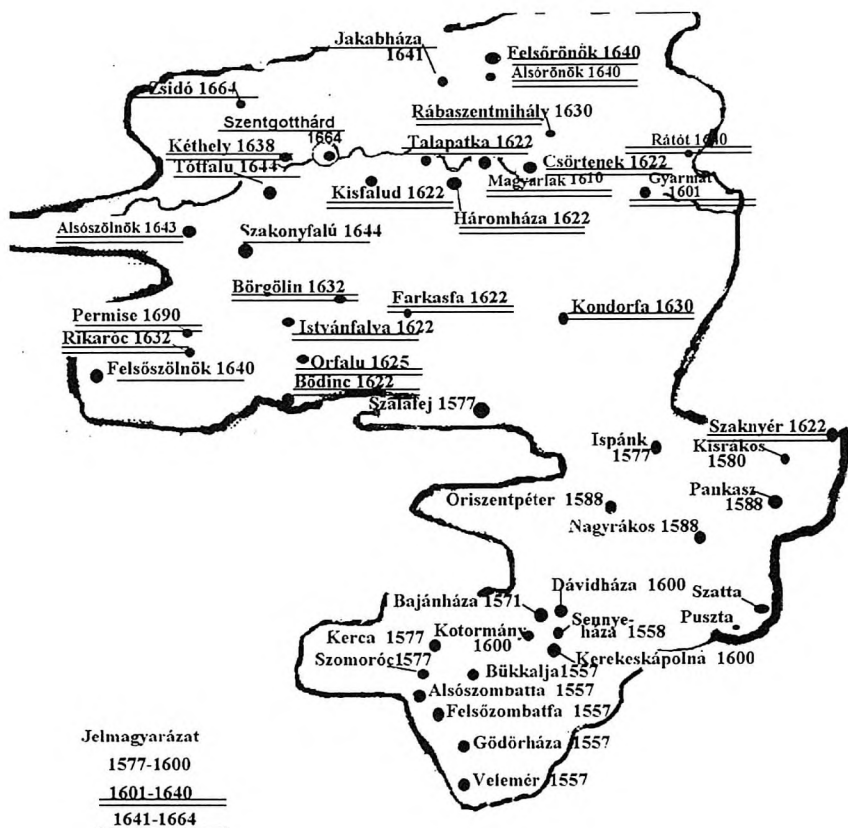 Jakabháza
1641
Felsőrönök 1640
Alsórönök 1640
Zsidó 1664
Rábaszentmihály 1630
Szentgotthárd
1664
Talapatka 1622
Rátót 1640
Kéthely 1638
Csörtenek 1622
Tótfalu 1644
Kisfalud 1622
Magyarlak 1610
Gyarmat
1601
Háromháza 1622
Alsószölnök 1643
Szakonyfalú 1644
Börgölin 1632
Farkasfa 1622
Kondorfa 1630
Permise 1690
Istvánfalva 1622
Rikaróc 1632
Orfalu 1625
Felsőszölnök 1640
Bödinc 1622
Szalafej 1577
Szaknyér 1622
Ispánk
1577
Kisrákos
1580
Pankasz
1588
Oriszentpéter 1588
Nagyrákos 1588
Dávidháza 1600
Szatta
Bajánháza 1571
Puszta
Kerca 1577
Kotormány
1600
Sennye-
háza 1558
Szomoróc 1577
Bükkalja 1557
Kerekeskápolna 1600
Alsószombatfa 1557
Felsőzombatfa 1557
Gödörháza 1557
Velemér 1557
Jelmagyarázat
1577-1600
1601-1640
1641-1664